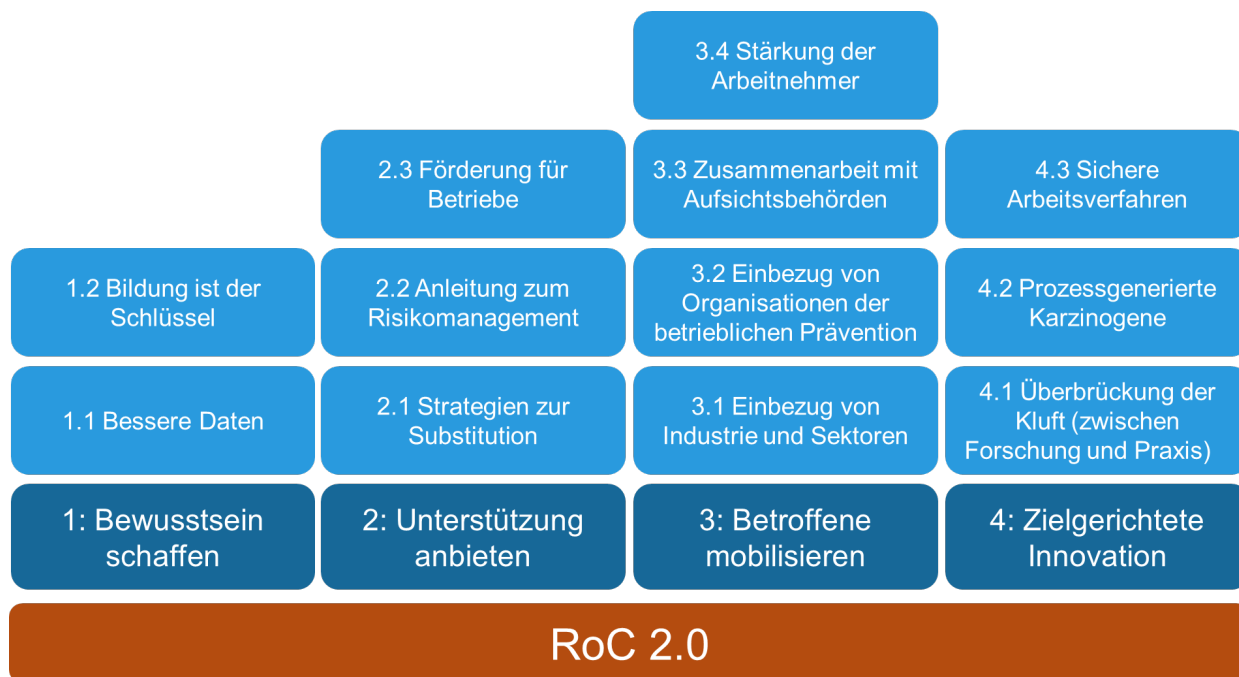 3.4 Stärkung der
Arbeitnehmer
2.3 Förderung für
Betriebe
3.3 Zusammenarbeit mit
Aufsichtsbehörden
4.3 Sichere
Arbeitsverfahren
1.2 Bildung ist der
Schlüssel
2.2 Anleitung zum
Risikomanagement
3.2 Einbezug von
Organisationen der
betrieblichen Prävention
4.2 Prozessgenerierte
Karzinogene
1.1 Bessere Daten
2.1 Strategien zur
Substitution
3.1 Einbezug von
Industrie und Sektoren
4.1 Überbrückung der
Kluft (zwischen
Forschung und Praxis)
1: Bewusstsein
schaffen
2: Unterstützung
anbieten
3: Betroffene
mobilisieren
4: Zielgerichtete
Innovation
RoC 2.0